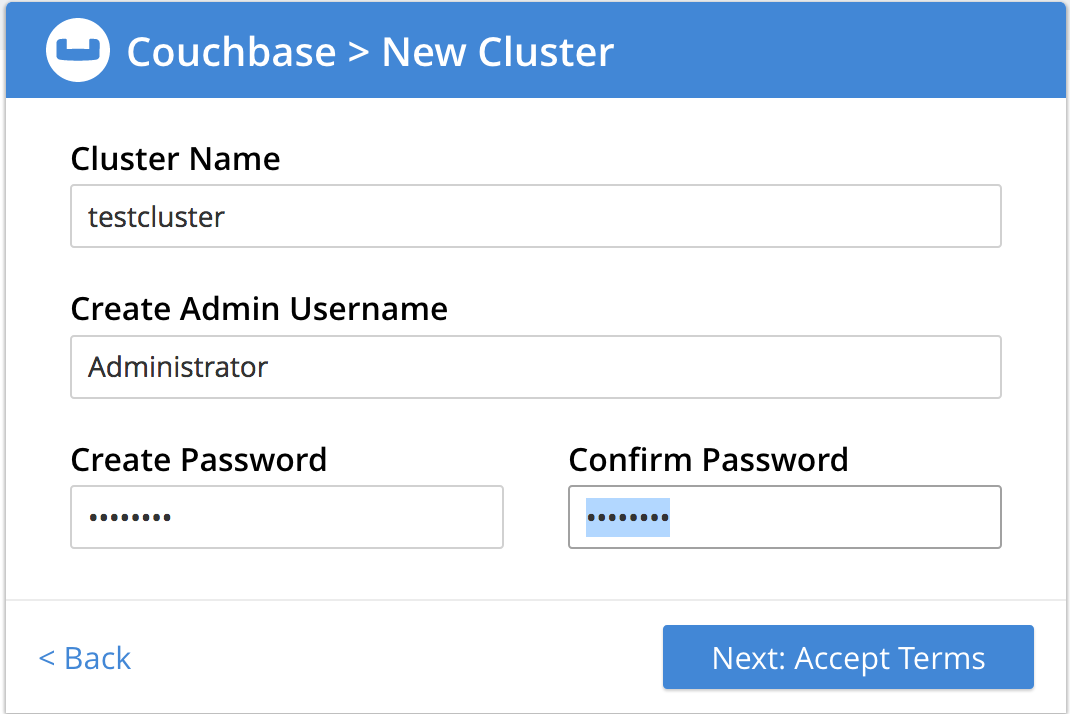 Couchbase > New Cluster
Cluster Name
testcluster
Create Admin Username
Administrator
Create Password
Confirm Password
••••••••
••••••••
< Back
Next: Accept Terms